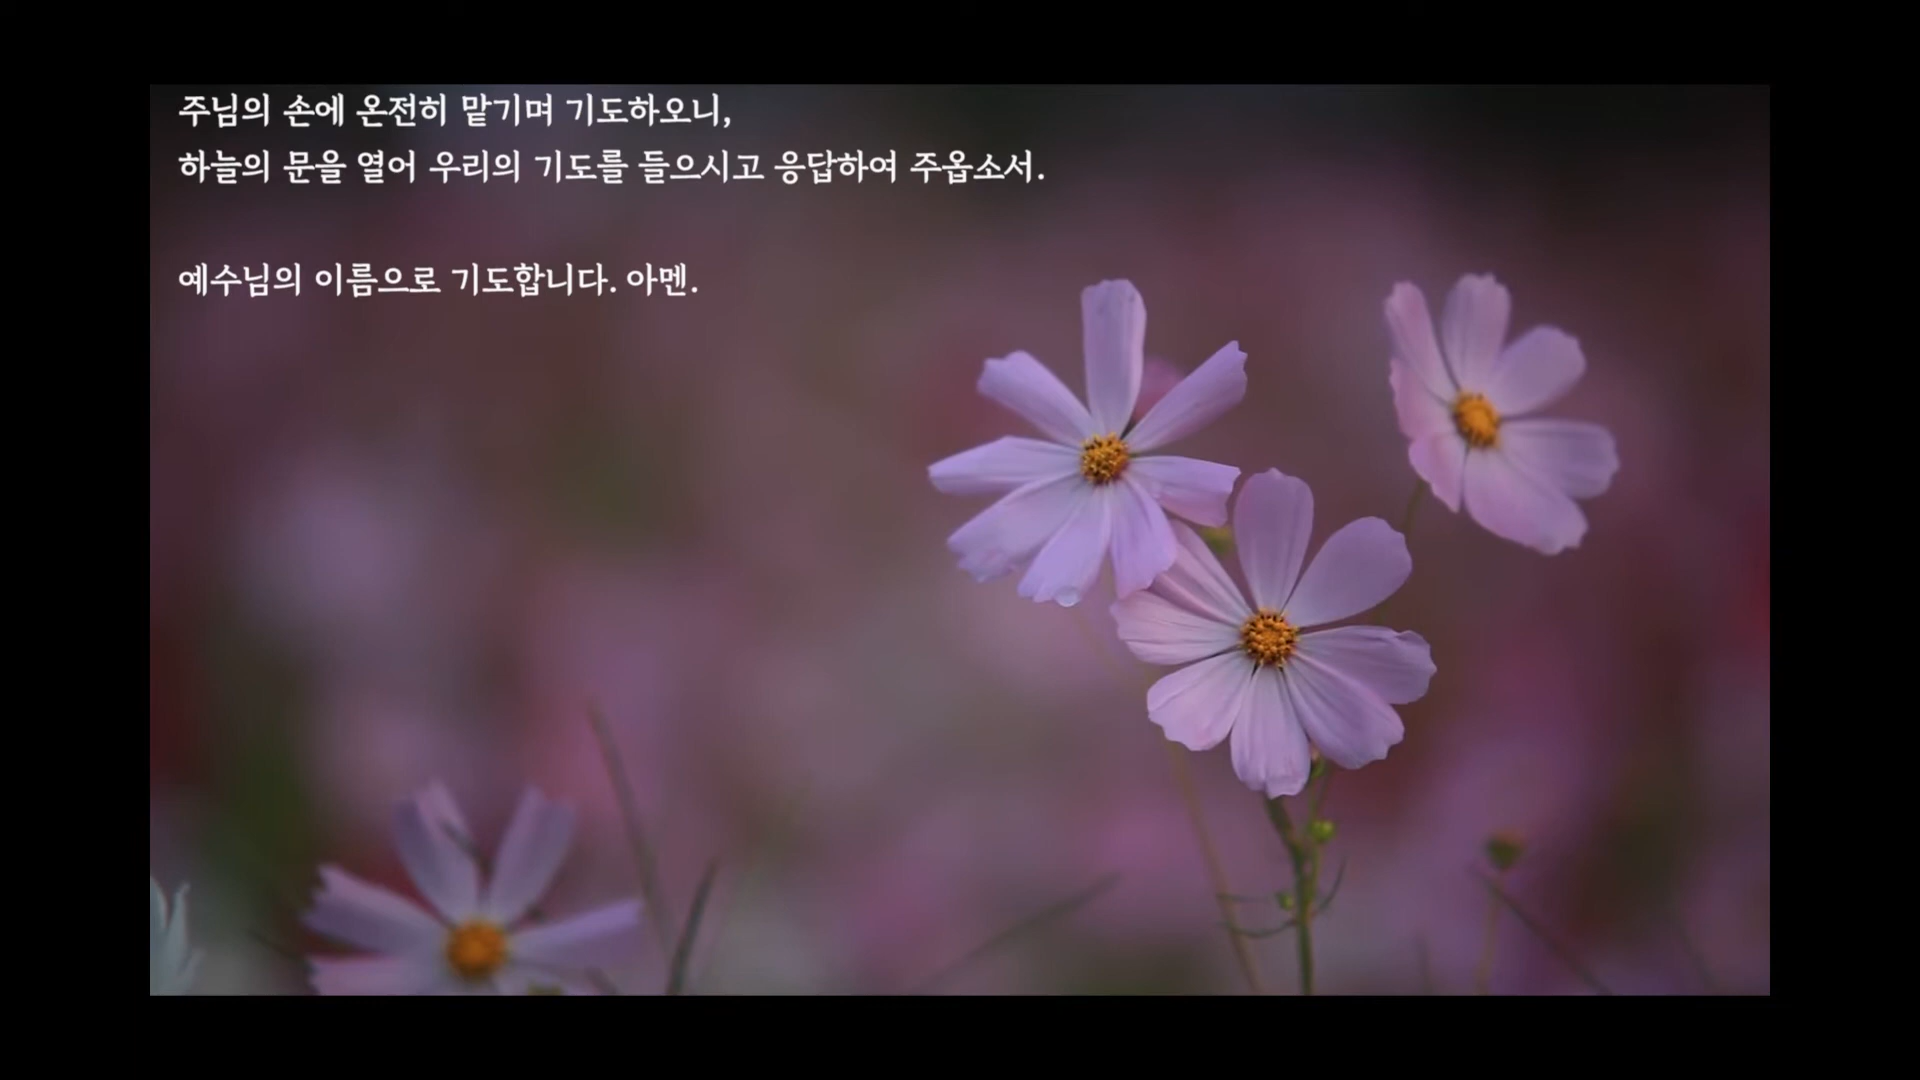 주님의 손에 온전히 맡기며 기도하오니,
하늘의 문을 열어 우리의 기도를 들으시고 응답하여 주옵소서.
예수님의 이름으로 기도합니다. 아멘.